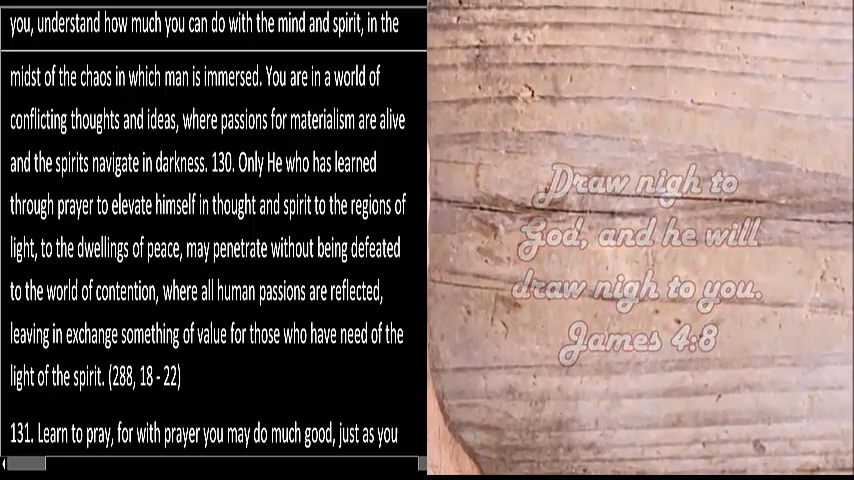 you, understand how much you can do with the mind and spirit, in the
midst of the chaos in which man is immersed. You are in a world of
conflicting thoughts and ideas, where passions for materialism are alive
and the spirits navigate in darkness. 130. Only He who has learned
through prayer to elevate himself in thought and spirit to the regions of
light, to the dwellings of peace, may penetrate without being defeated
to the world of contention, where all human passions are reflected,
leaving in exchange something of value for those who have need of the
light of the spirit. (288, 18 - 22)
131. Learn to pray, for with prayer you may do much good, just as you
Draw nigh to
God, and he will
draw nigh to you.
James 4:8